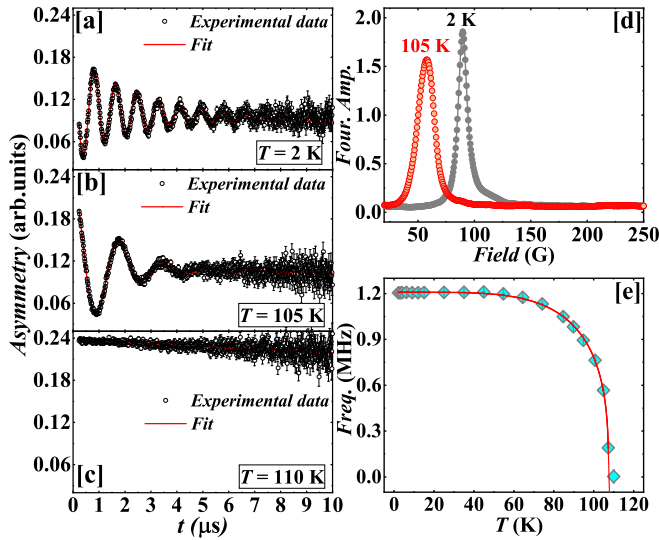 [a]
Experimental data
Fit
T = 2 K
0.24
0.18
0.12
0.06
[b]
Experimental data
Fit
T = 105 K
0.24
0.18
0.12
0.06
[c]
Experimental data
Fit
T = 110 K
0.24
0.18
0.12
0.06
Asymmetry (arb.units)
0 1 2 3 4 5 6 7 8 9 10
t (μs)
[d]
2 K
105 K
2.0
1.5
1.0
0.5
0.0
Four. Amp.
50 100 150 200 250
Field (G)
[e]
1.2
0.8
0.4
0.0
Freq. (MHz)
0 20 40 60 80 100 120
T (K)